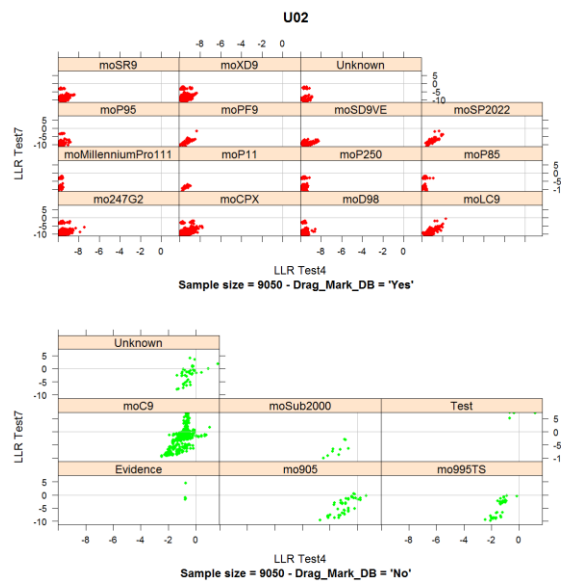 U02
-8 -6 -4 -2 0
-8 -6 -4 -2 0
moSR9 moXD9 Unknown
5
0
-5
-10
moP95 moPF9 moSD9VE moSP2022
5
0
-5
-10
5
0
-5
-10
moMillenniumPro111 moP11 moP250 moP85
5
0
-5
-1
mo247G2 moCPX moD98 moLC9
5
0
-5
-10
LLR Test7
-8 -6 -4 -2 0
-8 -6 -4 -2 0
LLR Test4
Sample size = 9050 - Drag_Mark_DB = 'Yes'
Unknown
5
0
-5
-10
moC9 moSub2000 Test
5
0
-5
-10
Evidence mo905 mo995TS
5
0
-5
-10
LLR Test7
-8 -6 -4 -2 0
-8 -6 -4 -2 0
LLR Test4
Sample size = 9050 - Drag_Mark_DB = 'No'